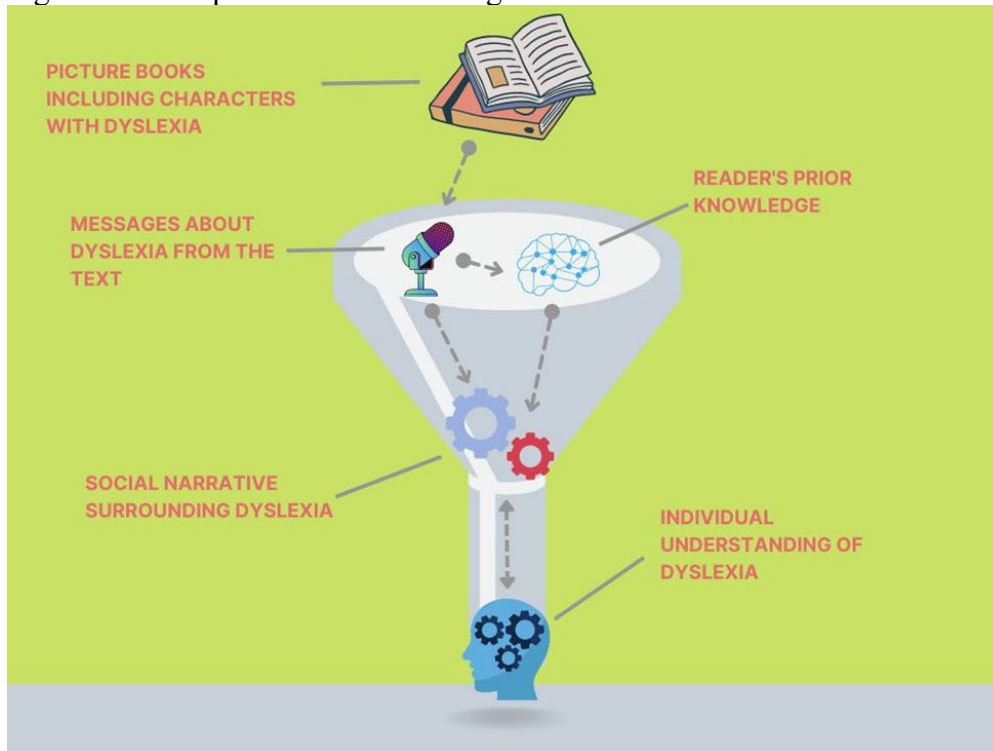 PICTURE BOOKS
INCLUDING CHARACTERS
WITH DYSLEXIA
READER'S PRIOR
KNOWLEDGE
MESSAGES ABOUT
DYSLEXIA FROM THE
TEXT
SOCIAL NARRATIVE
SURROUNDING DYSLEXIA
INDIVIDUAL
UNDERSTANDING OF
DYSLEXIA